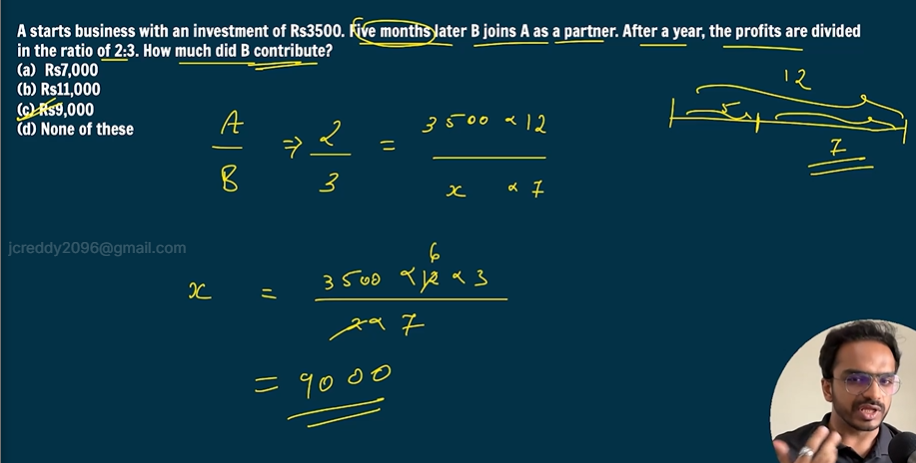 A starts business with an investment of Rs3500. Five months later B joins A as a partner. After a year, the profits are divided
in the ratio of 2:3. How much did B contribute?
(a) Rs7,000
(b) Rs11,000
(c) Rs9,000
(d) None of these
12
5
7
A/B ⇒ 2/3 = 3500 × 12 / x × 7
jcreddy2096@gmail.com
6
x = 3500 × 12 × 3 / 2 × 7
= 9000